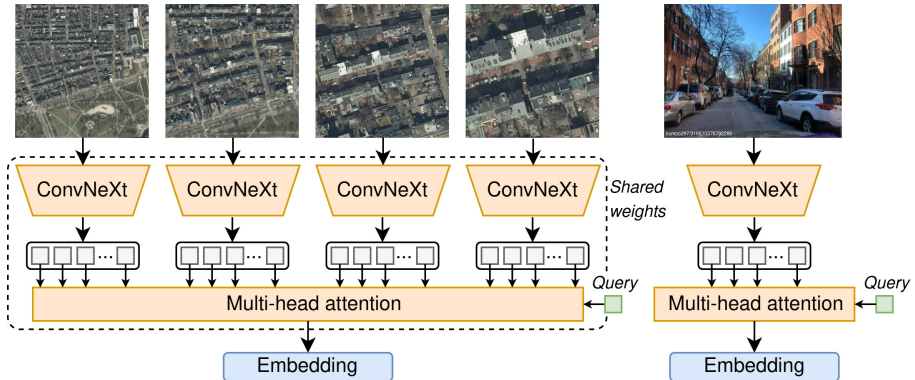 ConvNeXt
ConvNeXt
ConvNeXt
ConvNeXt
Shared
weights
ConvNeXt
Query
Multi-head attention
Query
Multi-head attention
Embedding
Embedding